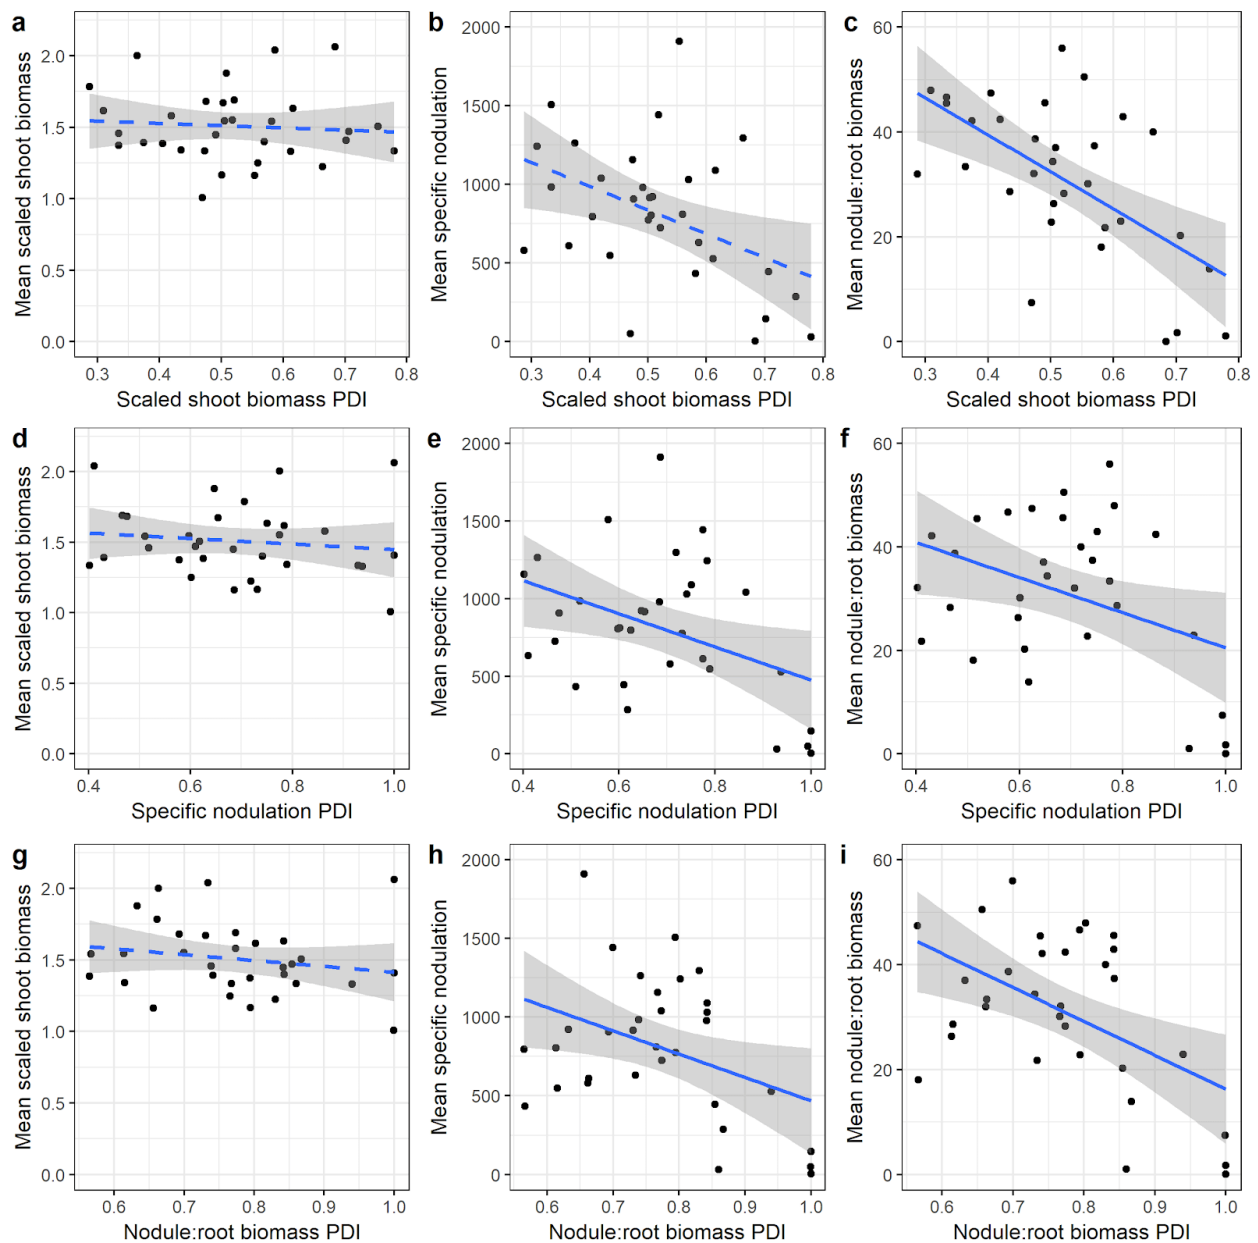 a
b
c
Mean scaled shoot biomass
2.0
1.5
1.0
0.5
0.0
0.3 0.4 0.5 0.6 0.7 0.8
Scaled shoot biomass PDI
Mean specific nodulation
2000
1500
1000
500
0
0.3 0.4 0.5 0.6 0.7 0.8
Scaled shoot biomass PDI
Mean nodule:root biomass
60
40
20
0
0.3 0.4 0.5 0.6 0.7 0.8
Scaled shoot biomass PDI
d
e
f
Mean scaled shoot biomass
2.0
1.5
1.0
0.5
0.0
0.4 0.6 0.8 1.0
Specific nodulation PDI
Mean specific nodulation
2000
1500
1000
500
0
0.4 0.6 0.8 1.0
Specific nodulation PDI
Mean nodule:root biomass
60
40
20
0
0.4 0.6 0.8 1.0
Specific nodulation PDI
g
h
i
Mean scaled shoot biomass
2.0
1.5
1.0
0.5
0.0
0.6 0.7 0.8 0.9 1.0
Nodule:root biomass PDI
Mean specific nodulation
2000
1500
1000
500
0
0.6 0.7 0.8 0.9 1.0
Nodule:root biomass PDI
Mean nodule:root biomass
60
40
20
0
0.6 0.7 0.8 0.9 1.0
Nodule:root biomass PDI